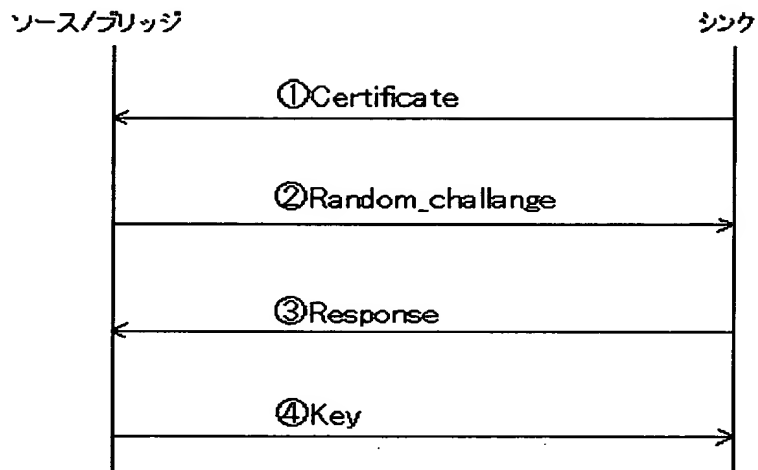 ソース/ブリッジ
シンク
①Certificate
②Random_challange
③Response
④Key